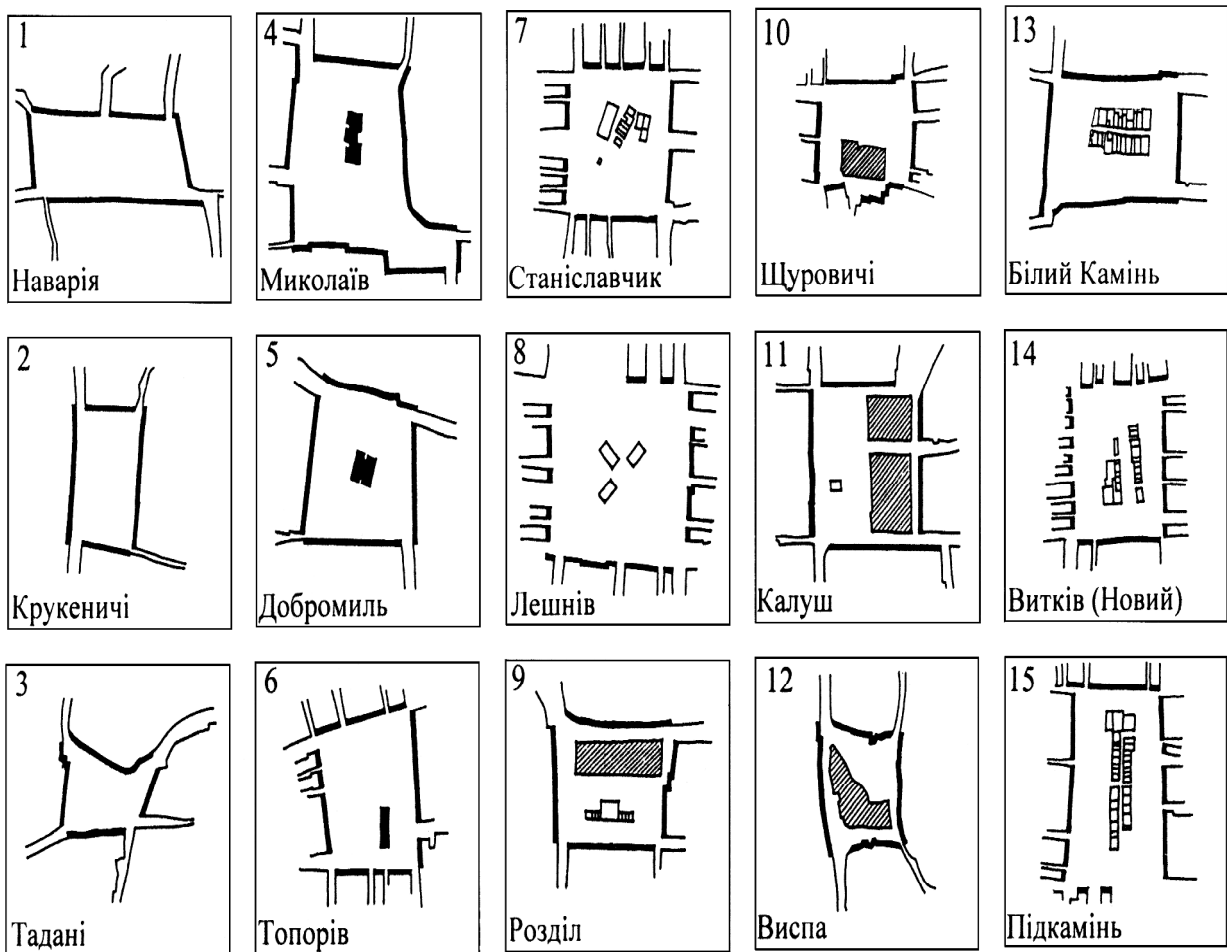 1
Наварія
4
Миколаїв
7
Станіславчик
10
Щуровичі
13
Білий Камінь
2
Крукеничі
5
Добромиль
8
Лешнів
11
Калуш
14
Витків (Новий)
3
Тадані
6
Топорів
9
Розділ
12
Виспа
15
Підкамінь